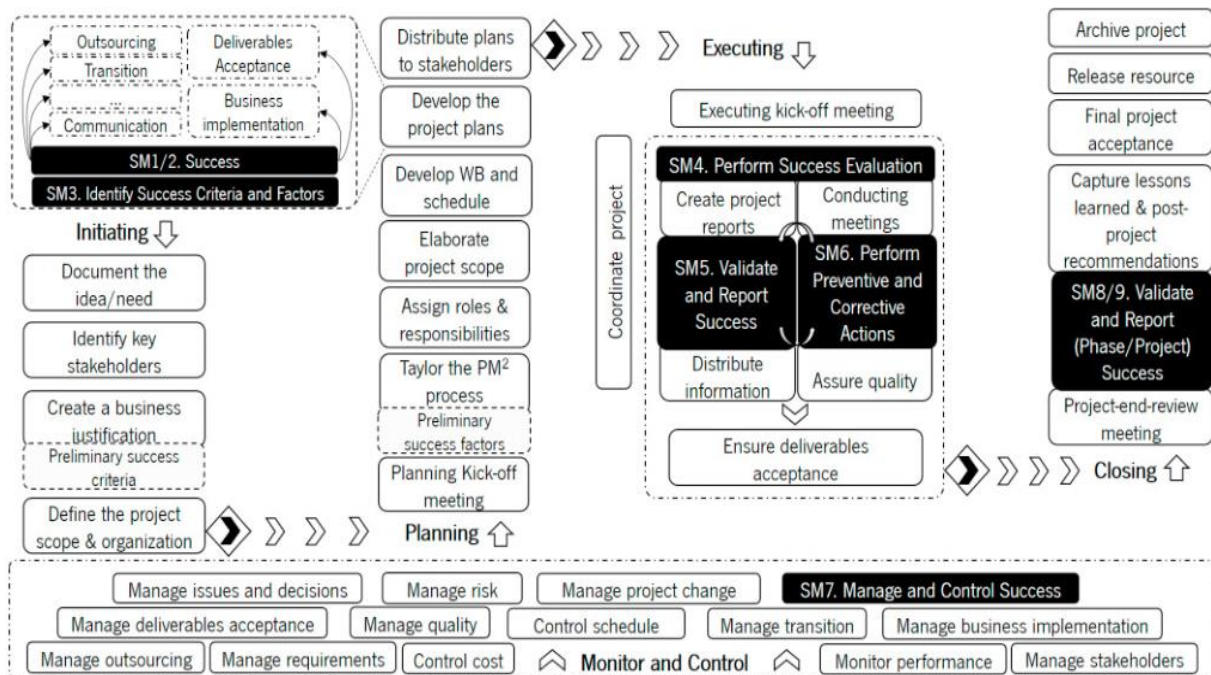 Outsourcing
Transition
...
Communication
Deliverables
Acceptance
Business
implementation
SM1/2. Success
SM3. Identify Success Criteria and Factors
Initiating
Document the
idea/need
Identify key
stakeholders
Create a business
justification
Preliminary success
criteria
Define the project
scope & organization
Distribute plans
to stakeholders
Develop the
project plans
Develop WB and
schedule
Elaborate
project scope
Assign roles &
responsibilities
Taylor the PM²
process
Preliminary
success factors
Planning Kick-off
meeting
Planning
Executing
Executing kick-off meeting
Coordinate project
SM4. Perform Success Evaluation
Create project
reports
Conducting
meetings
SM5. Validate
and Report
Success
SM6. Perform
Preventive and
Corrective
Actions
Distribute
information
Assure quality
Ensure deliverables
acceptance
Archive project
Release resource
Final project
acceptance
Capture lessons
learned & post-
project
recommendations
SM8/9. Validate
and Report
(Phase/Project)
Success
Project-end-review
meeting
Closing
Manage issues and decisions
Manage risk
Manage project change
SM7. Manage and Control Success
Manage deliverables acceptance
Manage quality
Control schedule
Manage transition
Manage business implementation
Manage outsourcing
Manage requirements
Control cost
Monitor and Control
Monitor performance
Manage stakeholders